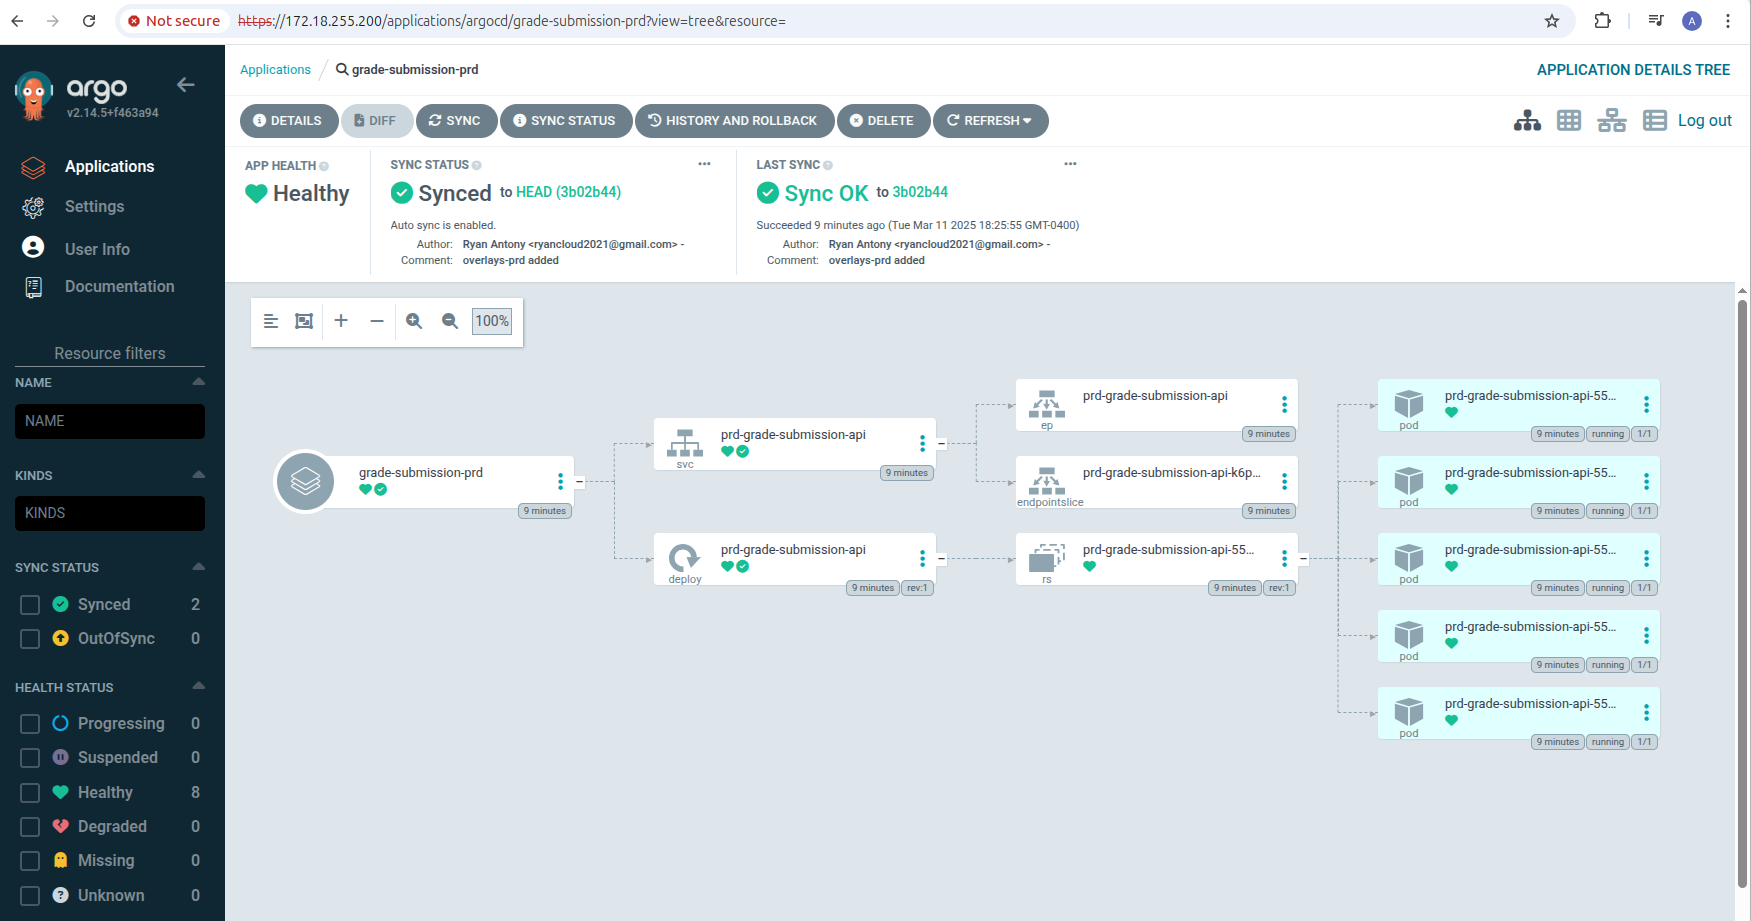 Not secure https://172.18.255.200/applications/argocd/grade-submission-prd?view=tree&resource= A
argo
v2.14.5+f463a94
Applications
Settings
User Info
Documentation
Resource filters
NAME
NAME
KINDS
KINDS
SYNC STATUS
Synced 2
OutOfSync 0
HEALTH STATUS
Progressing 0
Suspended 0
Healthy 8
Degraded 0
Missing 0
Unknown 0
Applications / grade-submission-prd
APPLICATION DETAILS TREE
DETAILS DIFF SYNC SYNC STATUS HISTORY AND ROLLBACK DELETE REFRESH Log out
APP HEALTH
Healthy
SYNC STATUS
Synced to HEAD (3b02b44)
Auto sync is enabled.
Author: Ryan Antony <ryancloud2021@gmail.com> -
Comment: overlays-prd added
LAST SYNC
Sync OK to 3b02b44
Succeeded 9 minutes ago (Tue Mar 11 2025 18:25:55 GMT-0400)
Author: Ryan Antony <ryancloud2021@gmail.com> -
Comment: overlays-prd added
100%
grade-submission-prd
9 minutes
prd-grade-submission-api
svc
9 minutes
prd-grade-submission-api
deploy
9 minutes rev:1
prd-grade-submission-api
ep
9 minutes
prd-grade-submission-api-k6p...
endpointslice
9 minutes
prd-grade-submission-api-55...
rs
9 minutes rev:1
prd-grade-submission-api-55...
pod
9 minutes running 1/1
prd-grade-submission-api-55...
pod
9 minutes running 1/1
prd-grade-submission-api-55...
pod
9 minutes running 1/1
prd-grade-submission-api-55...
pod
9 minutes running 1/1
prd-grade-submission-api-55...
pod
9 minutes running 1/1